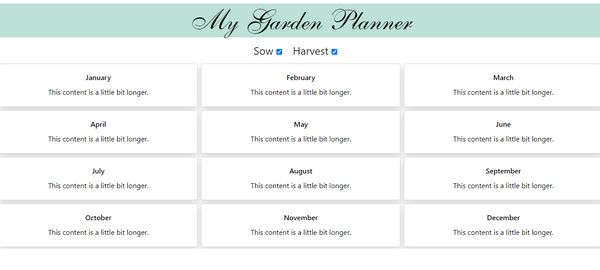 My Garden Planner
Sow Harvest
January February March
This content is a little bit longer. This content is a little bit longer. This content is a little bit longer.
April May June
This content is a little bit longer. This content is a little bit longer. This content is a little bit longer.
July August September
This content is a little bit longer. This content is a little bit longer. This content is a little bit longer.
October November December
This content is a little bit longer. This content is a little bit longer. This content is a little bit longer.